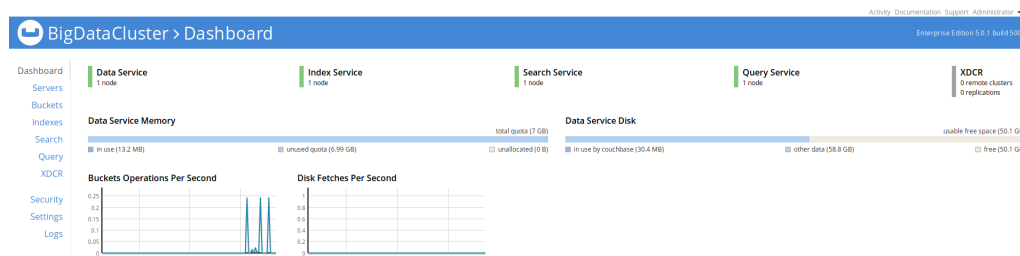 Activity Documentation Support Administrator
BigDataCluster > Dashboard
Enterprise Edition 5.0.1 build
Dashboard
Servers
Buckets
Indexes
Search
Query
XDCR
Security
Settings
Logs
Data Service
1 node
Index Service
1 node
Search Service
1 node
Query Service
1 node
XDCR
0 remote clusters
0 replications
Data Service Memory
total quota (7 GB)
in use (13.2 MB)
unused quota (6.99 GB)
unallocated (0 B)
Data Service Disk
usable free space (50.1
in use by couchbase (30.4 MB)
other data (58.8 GB)
free (50.1
Buckets Operations Per Second
0.25
0.2
0.15
0.1
0.05
0
Disk Fetches Per Second
1
0.8
0.6
0.4
0.2
0